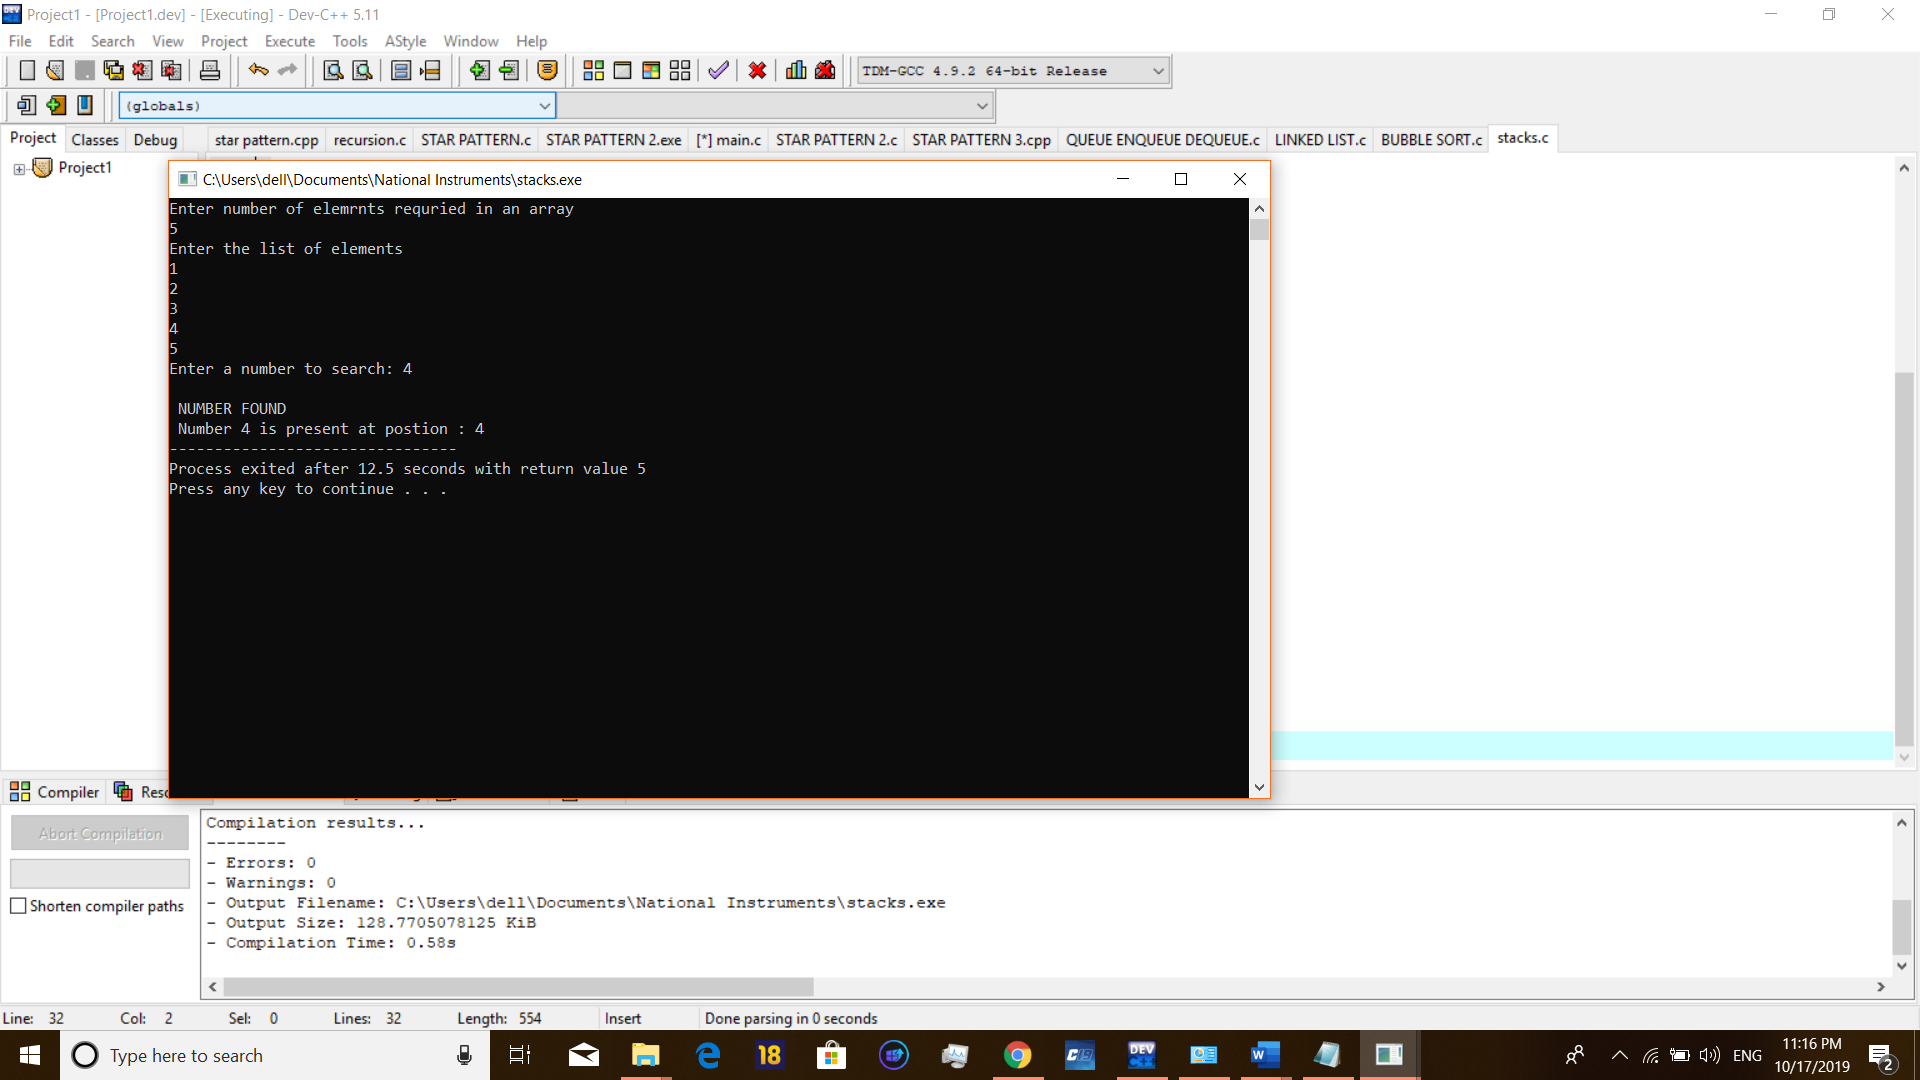 Project1 - [Project1.dev] - [Executing] - Dev-C++ 5.11
File Edit Search View Project Execute Tools AStyle Window Help
TDM-GCC 4.9.2 64-bit Release
(globals)
Project Classes Debug star pattern.cpp recursion.c STAR PATTERN.c STAR PATTERN 2.exe [*] main.c STAR PATTERN 2.c STAR PATTERN 3.cpp QUEUE ENQUEUE DEQUEUE.c LINKED LIST.c BUBBLE SORT.c stacks.c
Project1
C:\Users\dell\Documents\National Instruments\stacks.exe
Enter number of elemrnts requried in an array
5
Enter the list of elements
1
2
3
4
5
Enter a number to search: 4
NUMBER FOUND
Number 4 is present at postion : 4
--------------------------------
Process exited after 12.5 seconds with return value 5
Press any key to continue . . .
Compiler
Abort Compilation
Shorten compiler paths
Compilation results...
--------
- Errors: 0
- Warnings: 0
- Output Filename: C:\Users\dell\Documents\National Instruments\stacks.exe
- Output Size: 128.7705078125 KiB
- Compilation Time: 0.58s
Line: 32 Col: 2 Sel: 0 Lines: 32 Length: 554 Insert Done parsing in 0 seconds
Type here to search
18
DEV C++
ENG
11:16 PM
10/17/2019
2